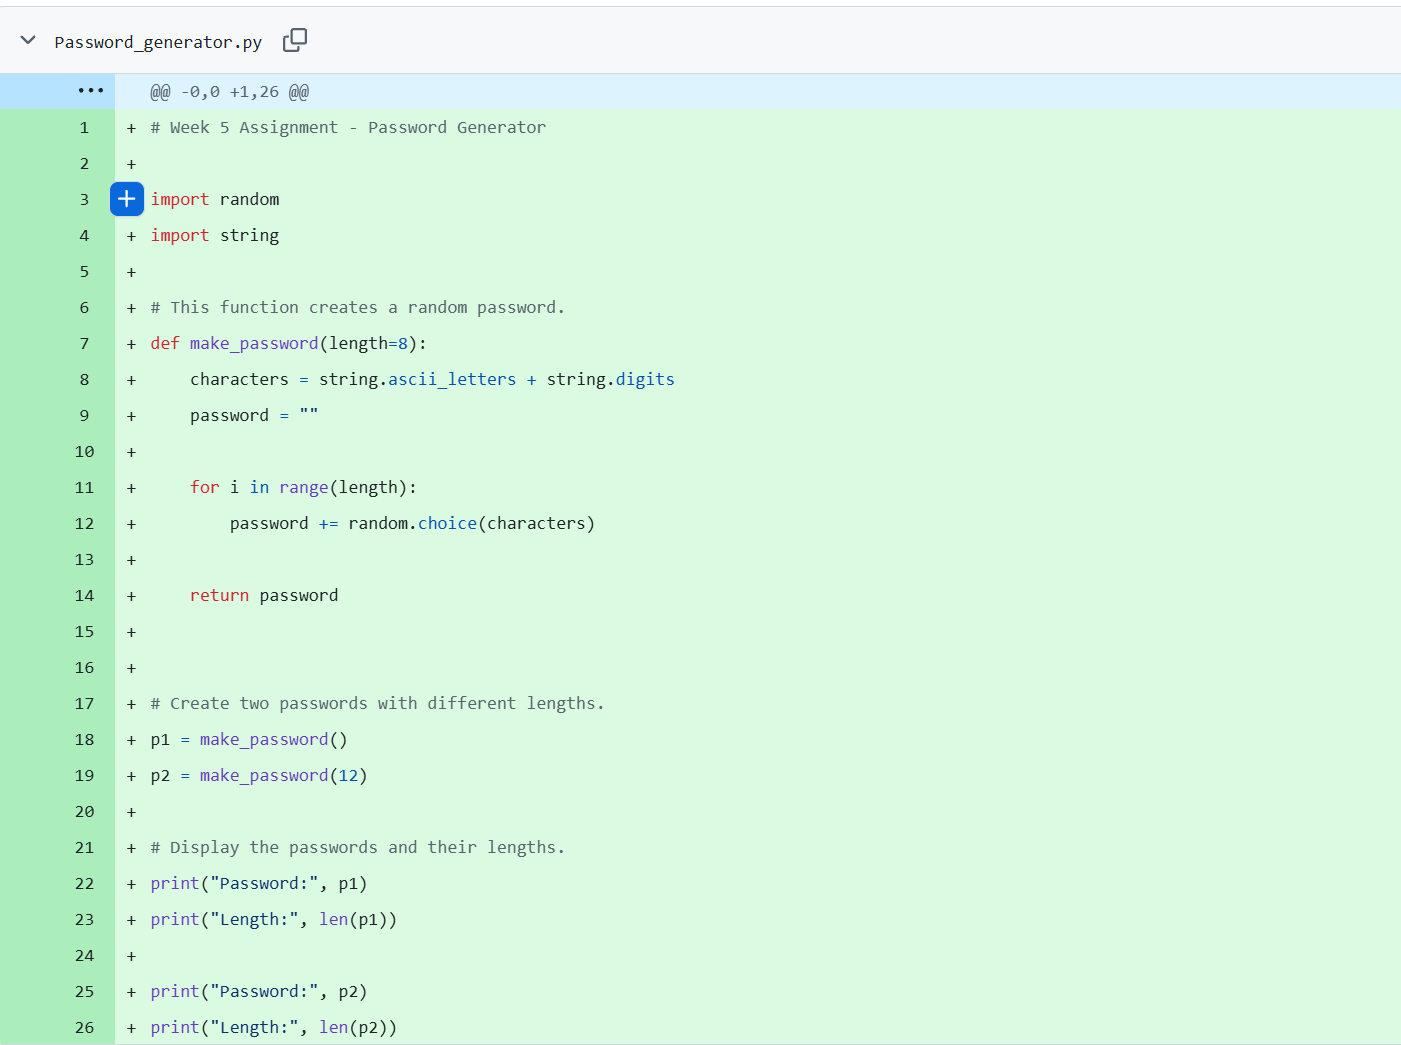 Password_generator.py
@@ -0,0 +1,26 @@
1 + # Week 5 Assignment - Password Generator
2 +
3 + import random
4 + import string
5 +
6 + # This function creates a random password.
7 + def make_password(length=8):
8 +     characters = string.ascii_letters + string.digits
9 +     password = ""
10 +
11 +     for i in range(length):
12 +         password += random.choice(characters)
13 +
14 +     return password
15 +
16 +
17 + # Create two passwords with different lengths.
18 + p1 = make_password()
19 + p2 = make_password(12)
20 +
21 + # Display the passwords and their lengths.
22 + print("Password:", p1)
23 + print("Length:", len(p1))
24 +
25 + print("Password:", p2)
26 + print("Length:", len(p2))